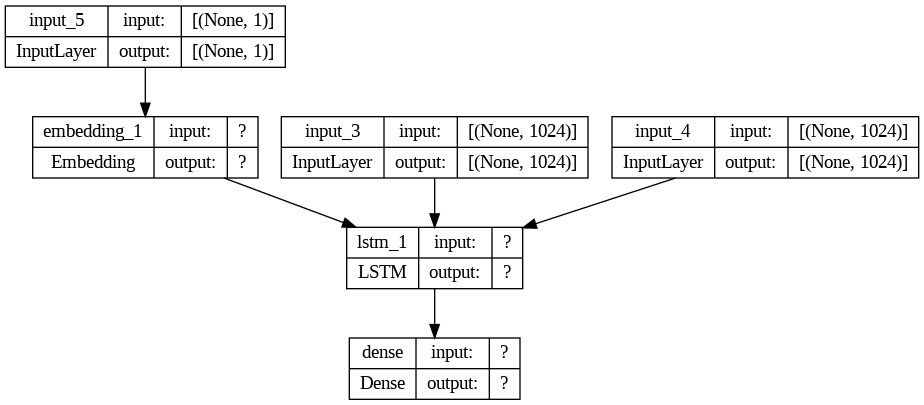 input_5 input: [(None, 1)]
InputLayer output: [(None, 1)]
embedding_1 input: ?
Embedding output: ?
input_3 input: [(None, 1024)]
InputLayer output: [(None, 1024)]
input_4 input: [(None, 1024)]
InputLayer output: [(None, 1024)]
lstm_1 input: ?
LSTM output: ?
dense input: ?
Dense output: ?